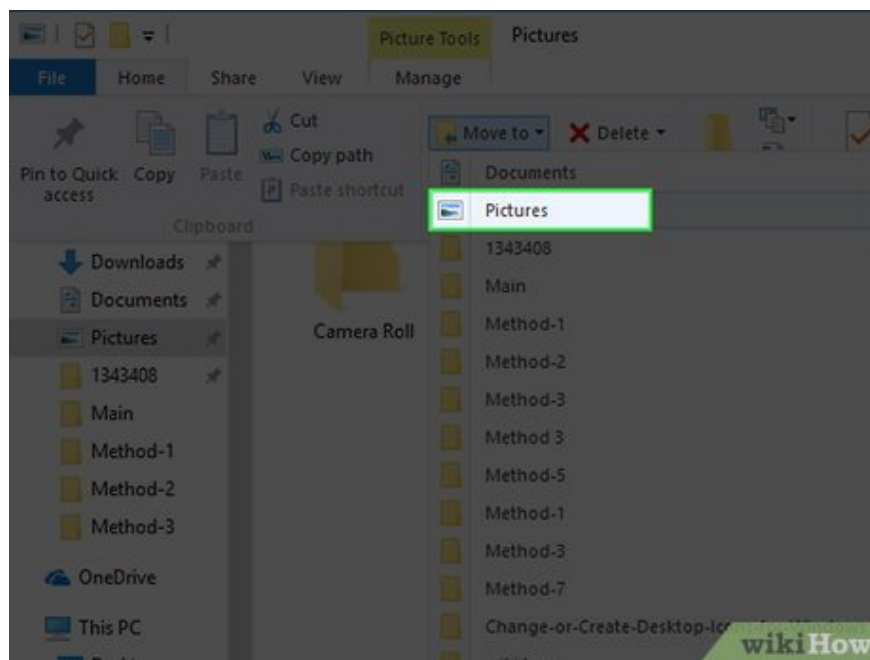 Picture Tools
Pictures
File
Home
Share
View
Manage
Pin to Quick access
Copy
Paste
Cut
Copy path
Paste shortcut
Clipboard
Move to
Delete
Documents
Pictures
1343408
Main
Method-1
Method-2
Method-3
Method 3
Method-5
Method-1
Method-3
Method-7
Change-or-Create-Desktop-Icons-for-Windows
Downloads
Documents
Pictures
1343408
Main
Method-1
Method-2
Method-3
OneDrive
This PC
Camera Roll
wikiHow